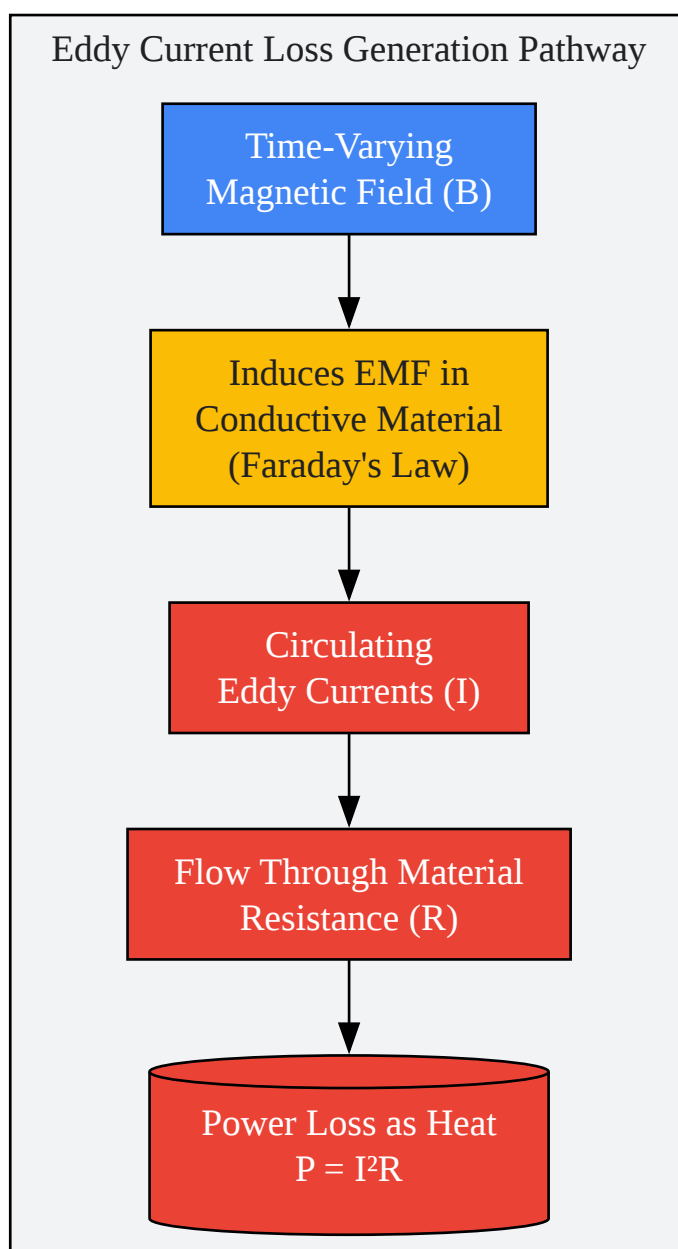 Eddy Current Loss Generation Pathway
Time-Varying
Magnetic Field (B)
Induces EMF in
Conductive Material
(Faraday's Law)
Circulating
Eddy Currents (I)
Flow Through Material
Resistance (R)
Power Loss as Heat
P = I²R